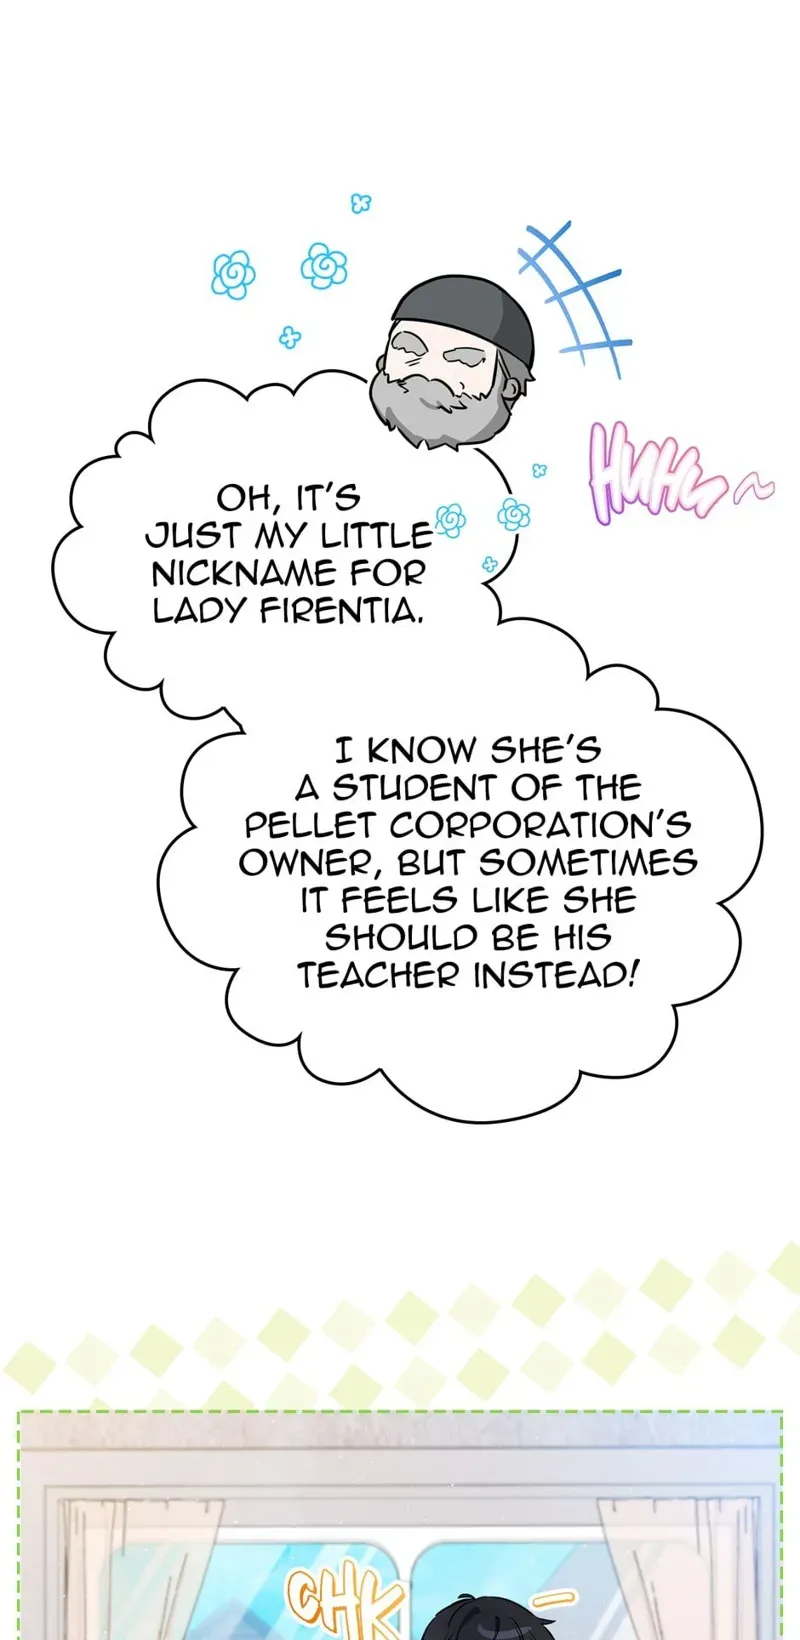 HUHU~
OH, IT'S
JUST MY LITTLE
NICKNAME FOR
LADY FIRENTIA.
I KNOW SHE'S
A STUDENT OF THE
PELLET CORPORATION'S
OWNER, BUT SOMETIMES
IT FEELS LIKE SHE
SHOULD BE HIS
TEACHER INSTEAD!
CHK